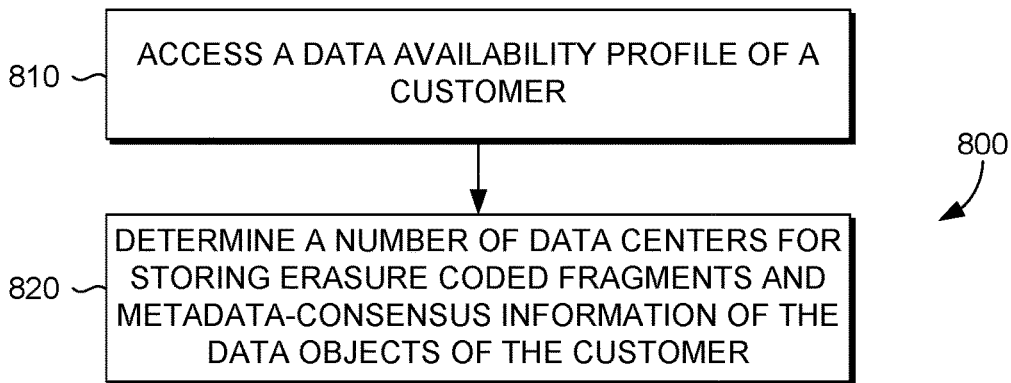 810
ACCESS A DATA AVAILABILITY PROFILE OF A
CUSTOMER
800
820
DETERMINE A NUMBER OF DATA CENTERS FOR
STORING ERASURE CODED FRAGMENTS AND
METADATA-CONSENSUS INFORMATION OF THE
DATA OBJECTS OF THE CUSTOMER